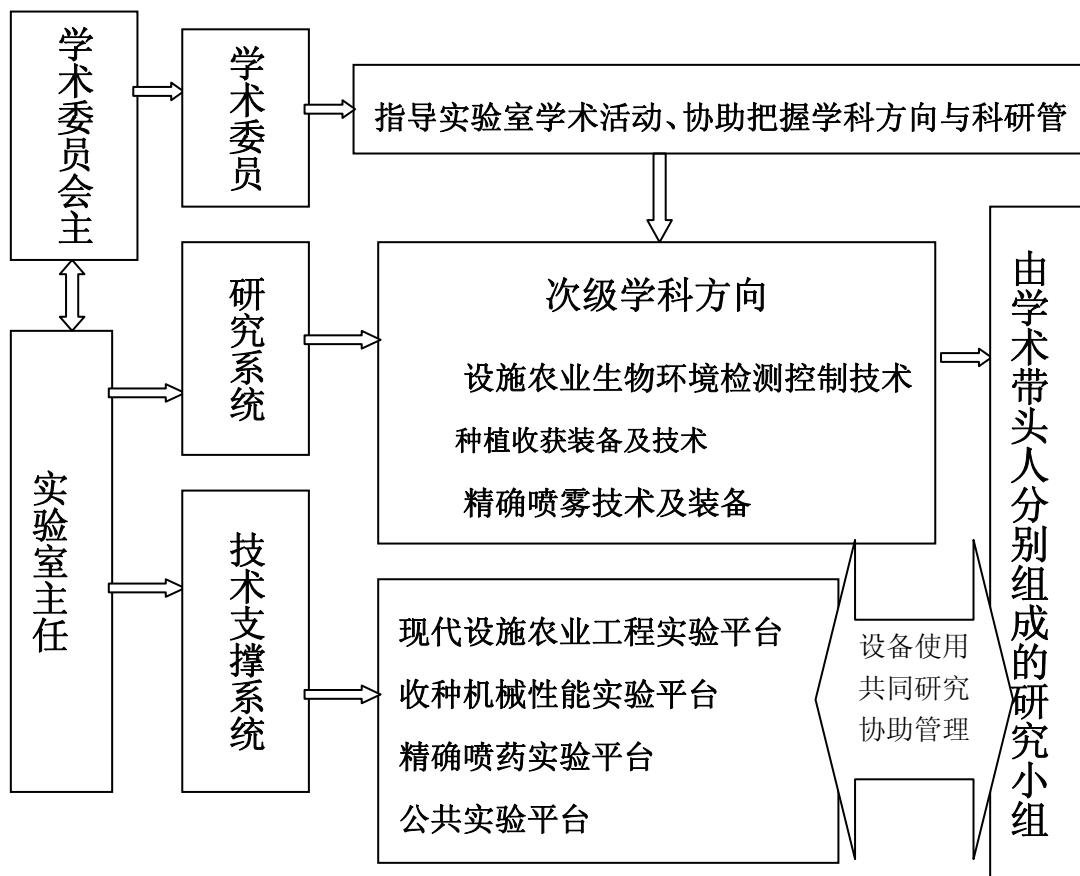 学术委员会主
学术委员
指导实验室学术活动、协助把握学科方向与科研管
研究系统
次级学科方向
设施农业生物环境检测控制技术
种植收获装备及技术
精确喷雾技术及装备
由学术带头人分别组成的研究小组
实验室主任
技术支撑系统
现代设施农业工程实验平台
收种机械性能实验平台
精确喷药实验平台
公共实验平台
设备使用
共同研究
协助管理